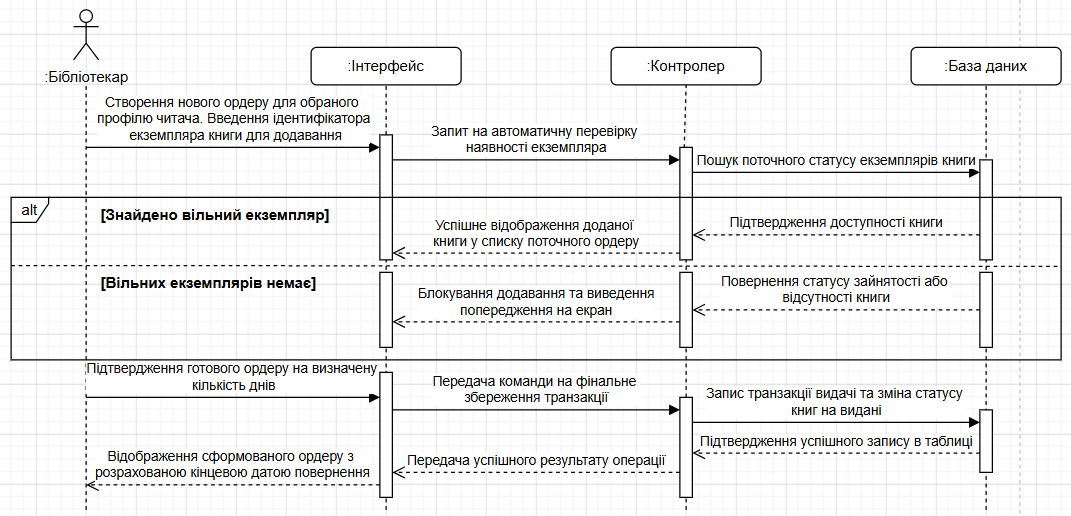 :Бібліотекар
:Інтерфейс
:Контролер
:База даних
Створення нового ордеру для обраного
профілю читача. Введення ідентифікатора
екземпляра книги для додавання
Запит на автоматичну перевірку
наявності екземпляра
Пошук поточного статусу екземплярів книги
alt
[Знайдено вільний екземпляр]
Підтвердження доступності книги
Успішне відображення доданої
книги у списку поточного ордеру
[Вільних екземплярів немає]
Повернення статусу зайнятості або
відсутності книги
Блокування додавання та виведення
попередження на екран
Підтвердження готового ордеру на визначену
кількість днів
Передача команди на фінальне
збереження транзакції
Запис транзакції видачі та зміна статусу
книг на видані
Підтвердження успішного запису в таблиці
Передача успішного результату операції
Відображення сформованого ордеру з
розрахованою кінцевою датою повернення